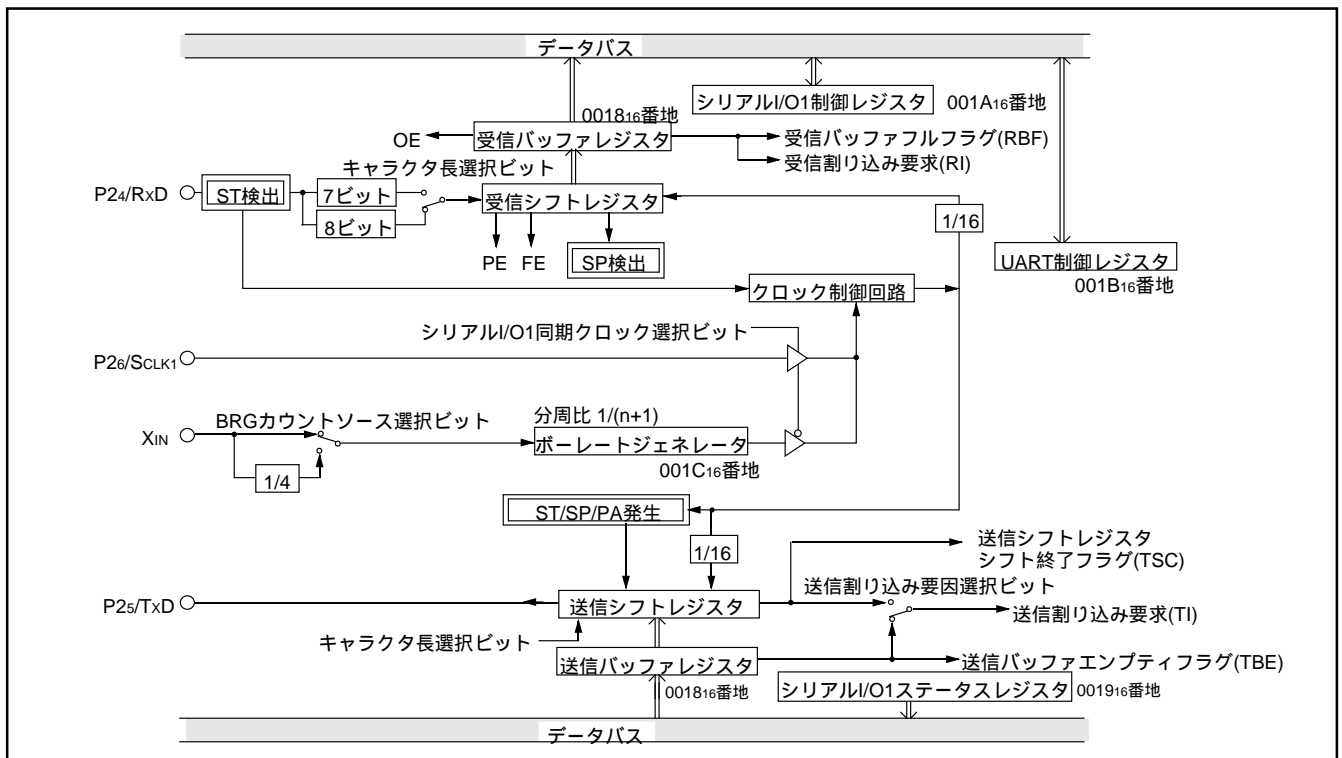 データバス
シリアルI/O1制御レジスタ 001A16番地
001816番地
OE 受信バッファレジスタ 受信バッファフルフラグ(RBF)
受信割り込み要求(RI)
キャラクタ長選択ビット
P24/RXD ST検出 7ビット 受信シフトレジスタ
8ビット
1/16
PE FE SP検出 UART制御レジスタ
001B16番地
クロック制御回路
シリアルI/O1同期クロック選択ビット
P26/SCLK1
BRGカウントソース選択ビット 分周比 1/(n+1)
XIN ボーレートジェネレータ
001C16番地
1/4
ST/SP/PA発生
1/16
送信シフトレジスタ
シフト終了フラグ(TSC)
送信割り込み要因選択ビット
P25/TXD 送信シフトレジスタ 送信割り込み要求(TI)
キャラクタ長選択ビット
送信バッファレジスタ 送信バッファエンプティフラグ(TBE)
001816番地 シリアルI/O1ステータスレジスタ 001916番地
データバス